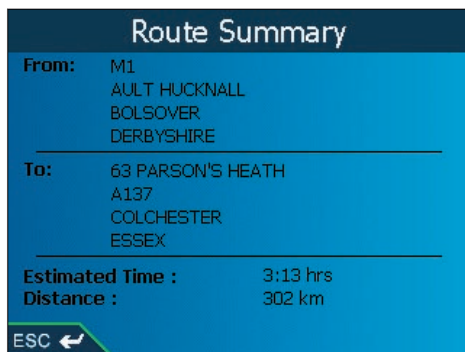 Route Summary
From: M1
AULT HUCKNALL
BOLSOVER
DERBYSHIRE
To: 63 PARSON'S HEATH
A137
COLCHESTER
ESSEX
Estimated Time : 3:13 hrs
Distance : 302 km
ESC